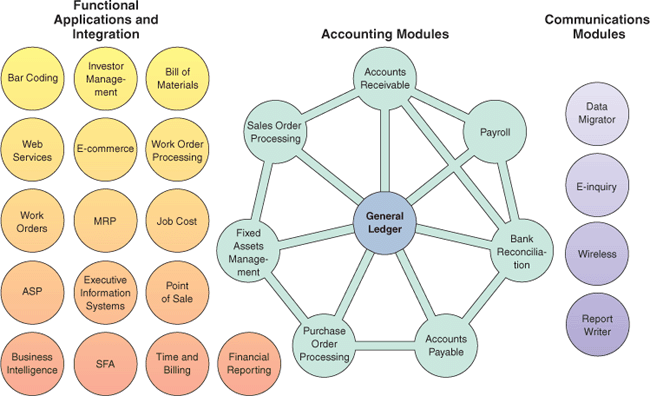 Functional
Applications and
Integration
Bar Coding
Investor
Manage-
ment
Bill of
Materials
Web
Services
E-commerce
Work Order
Processing
Work
Orders
MRP
Job Cost
ASP
Executive
Information
Systems
Point
of Sale
Business
Intelligence
SFA
Time and
Billing
Financial
Reporting
Accounting Modules
Accounts
Receivable
Sales Order
Processing
Payroll
General
Ledger
Fixed
Assets
Manage-
ment
Bank
Reconcilia-
tion
Purchase
Order
Processing
Accounts
Payable
Communications
Modules
Data
Migrator
E-inquiry
Wireless
Report
Writer